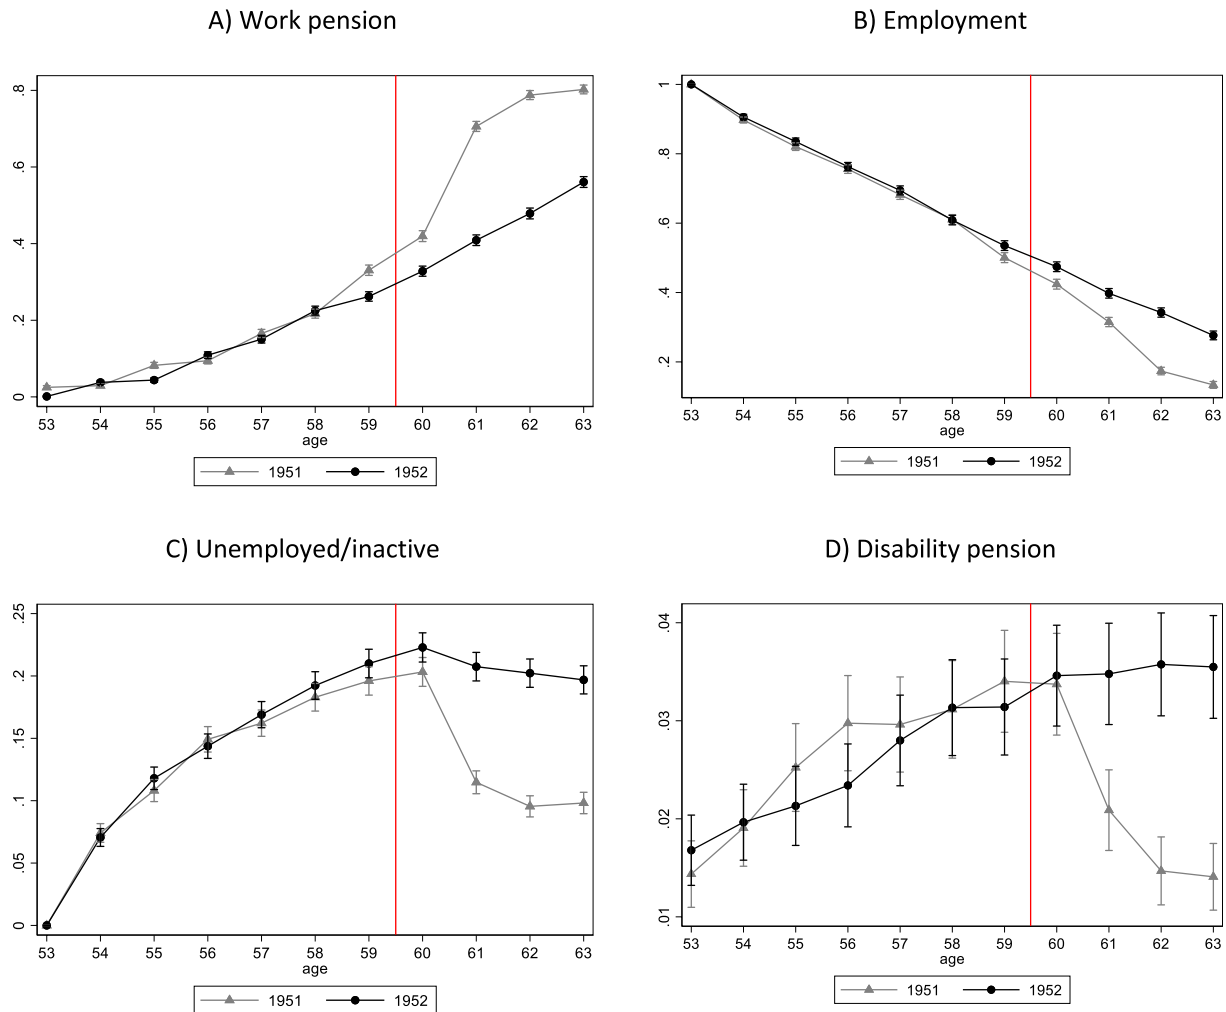 A) Work pension
B) Employment
.8
.6
.4
.2
0
53 54 55 56 57 58 59 60 61 62 63
age
1951 1952
1
.8
.6
.4
.2
53 54 55 56 57 58 59 60 61 62 63
age
1951 1952
C) Unemployed/inactive
D) Disability pension
.25
.2
.15
.1
.05
0
53 54 55 56 57 58 59 60 61 62 63
age
1951 1952
.04
.03
.02
.01
53 54 55 56 57 58 59 60 61 62 63
age
1951 1952